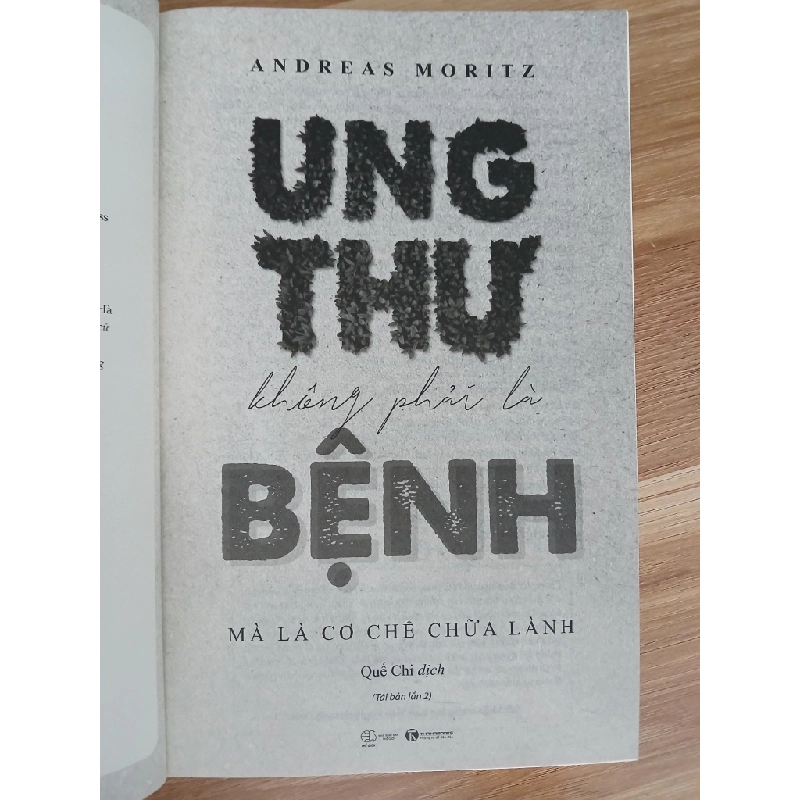 ANDREAS MORITZ
UNG
THƯ
không phải là
BỆNH
MÀ LÀ CƠ CHẾ CHỮA LÀNH
Quế Chi dịch
(Tái bản lần 2)